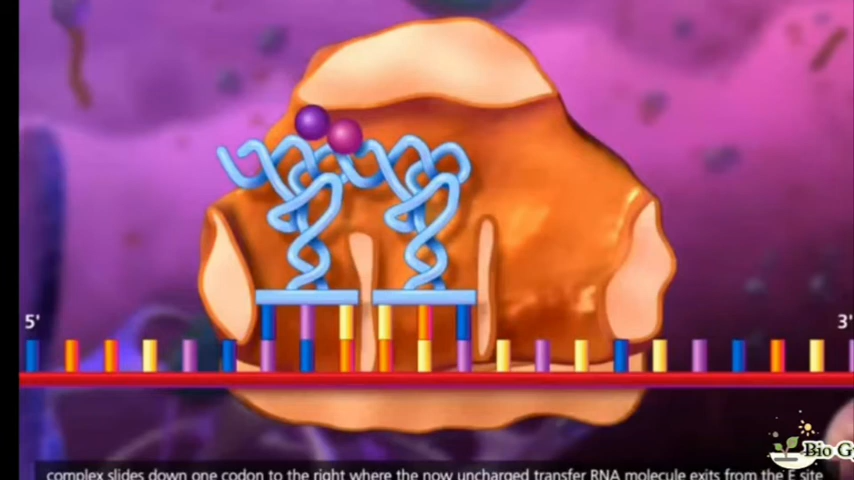 5'
3'
Bio G
complex slides down one codon to the right where the now uncharged transfer RNA molecule exits from the E site